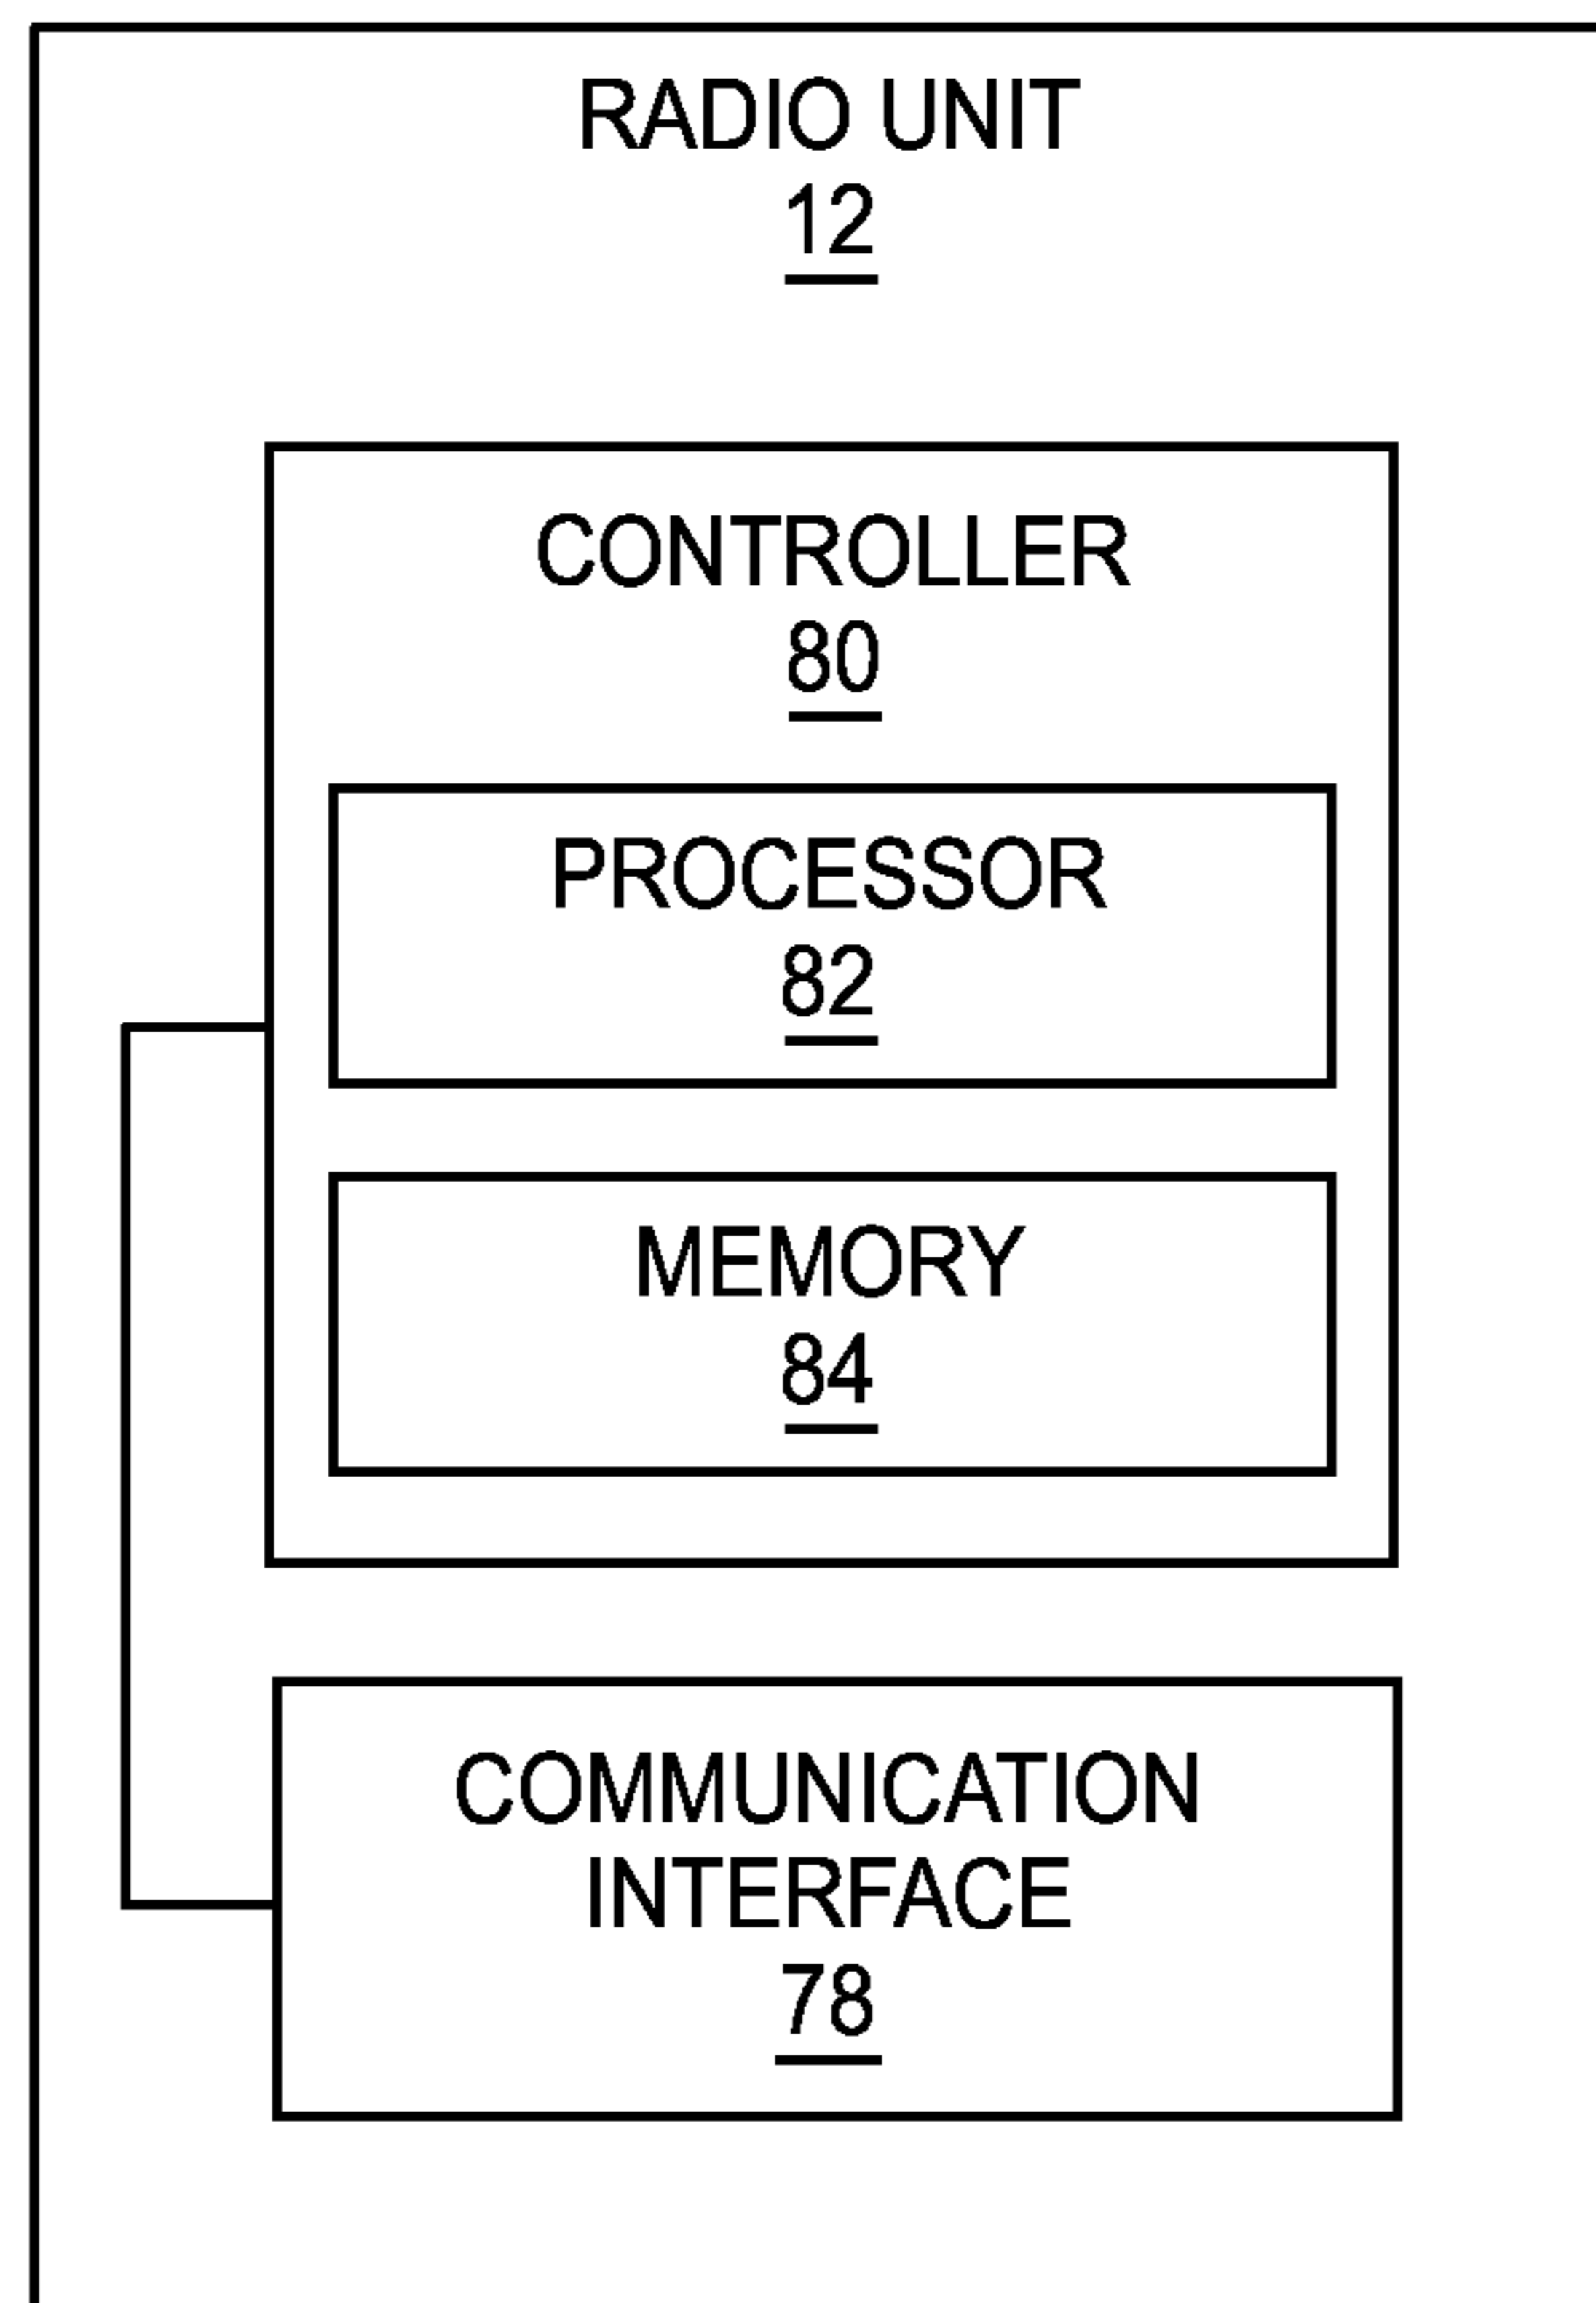 RADIO UNIT
12
CONTROLLER
80
PROCESSOR
82
MEMORY
84
COMMUNICATION
INTERFACE
78